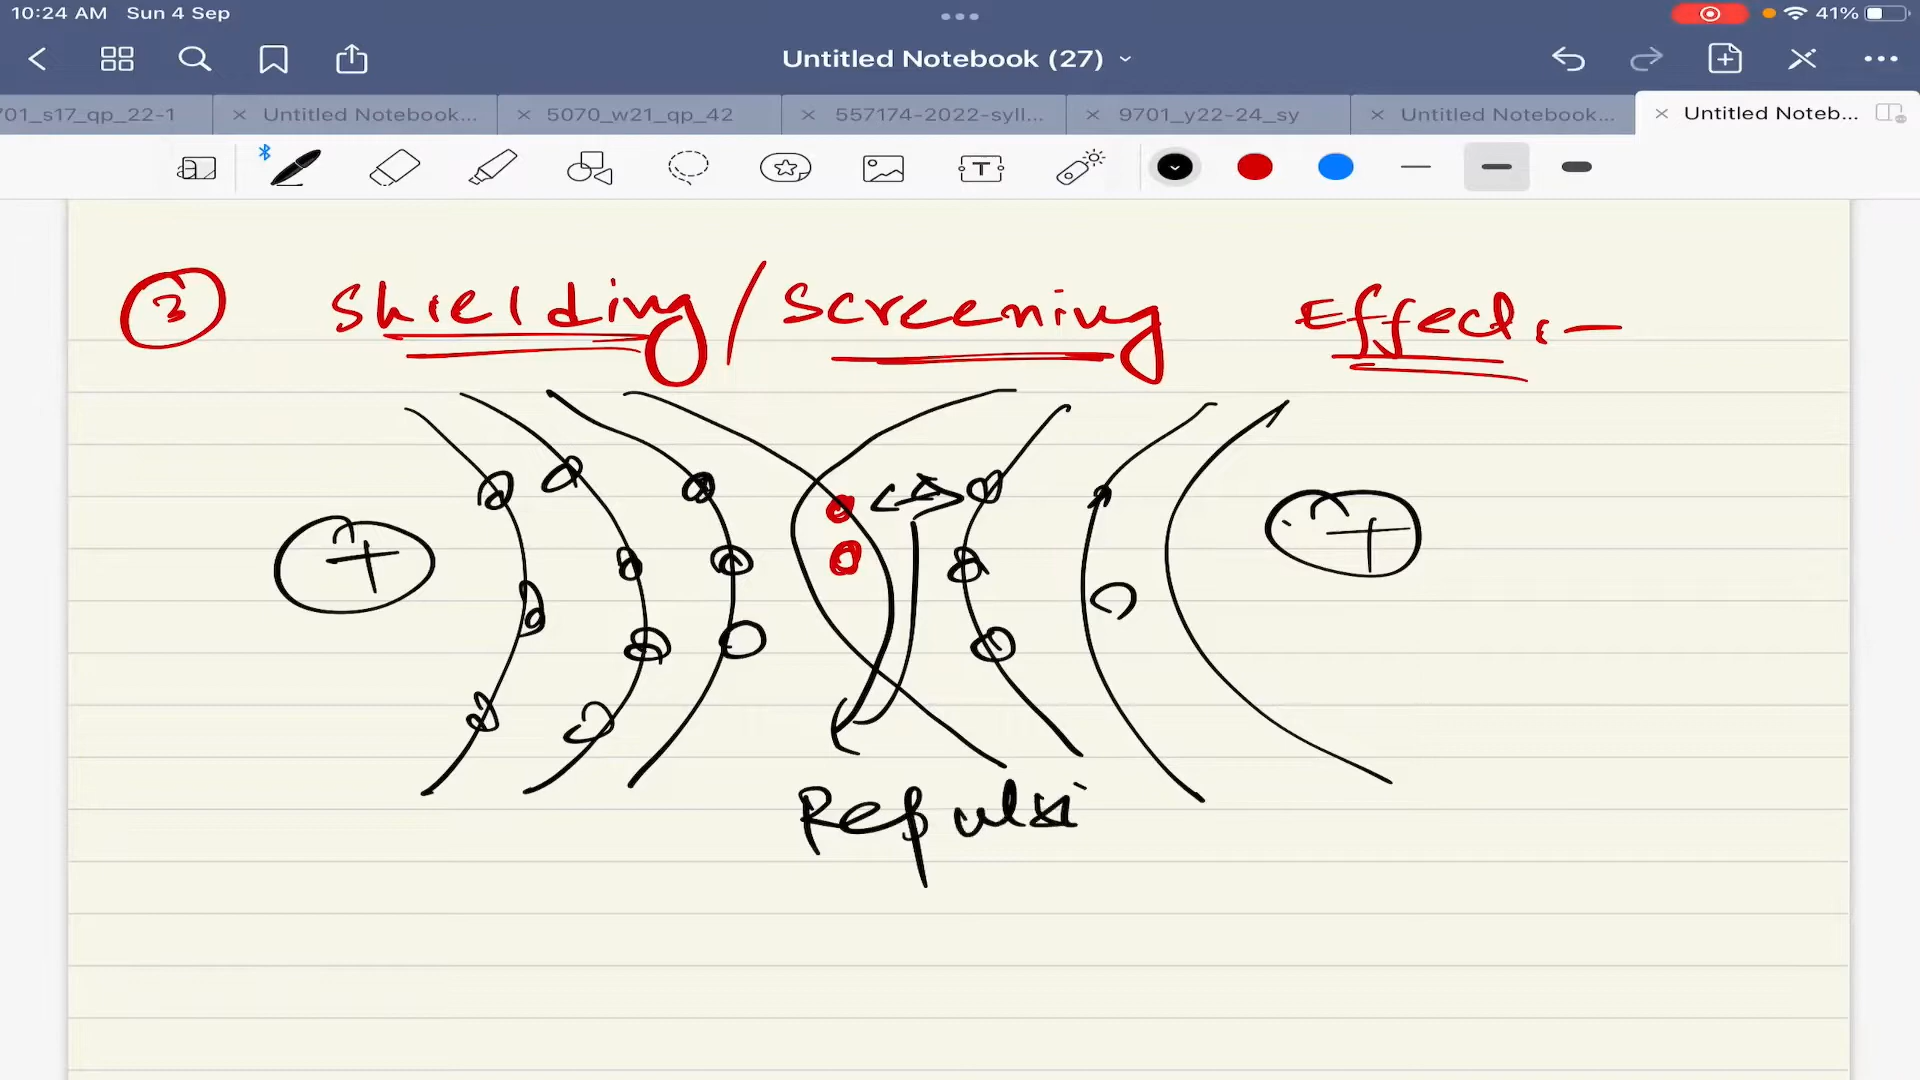 10:24 AM Sun 4 Sep
41%
Untitled Notebook (27)
701_s17_qp_22-1
Untitled Notebook...
5070_w21_qp_42
557174-2022-syll...
9701_y22-24_sy
Untitled Notebook...
Untitled Noteb...
a
T
3 Shielding/Screening Effect:-
+ +
Repulsi